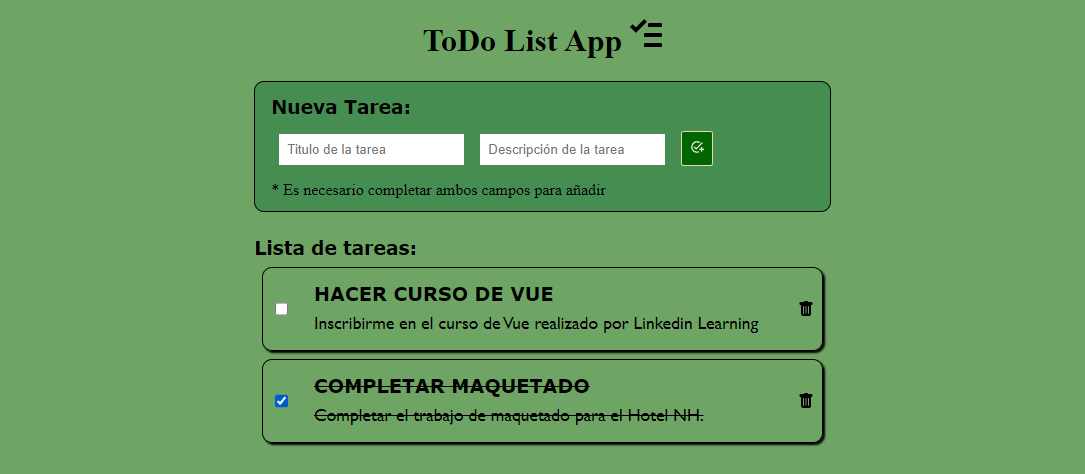 ToDo List App
Nueva Tarea:
Titulo de la tarea
Descripción de la tarea
* Es necesario completar ambos campos para añadir
Lista de tareas:
HACER CURSO DE VUE
Inscribirme en el curso de Vue realizado por Linkedin Learning
COMPLETAR MAQUETADO
Completar el trabajo de maquetado para el Hotel NH.